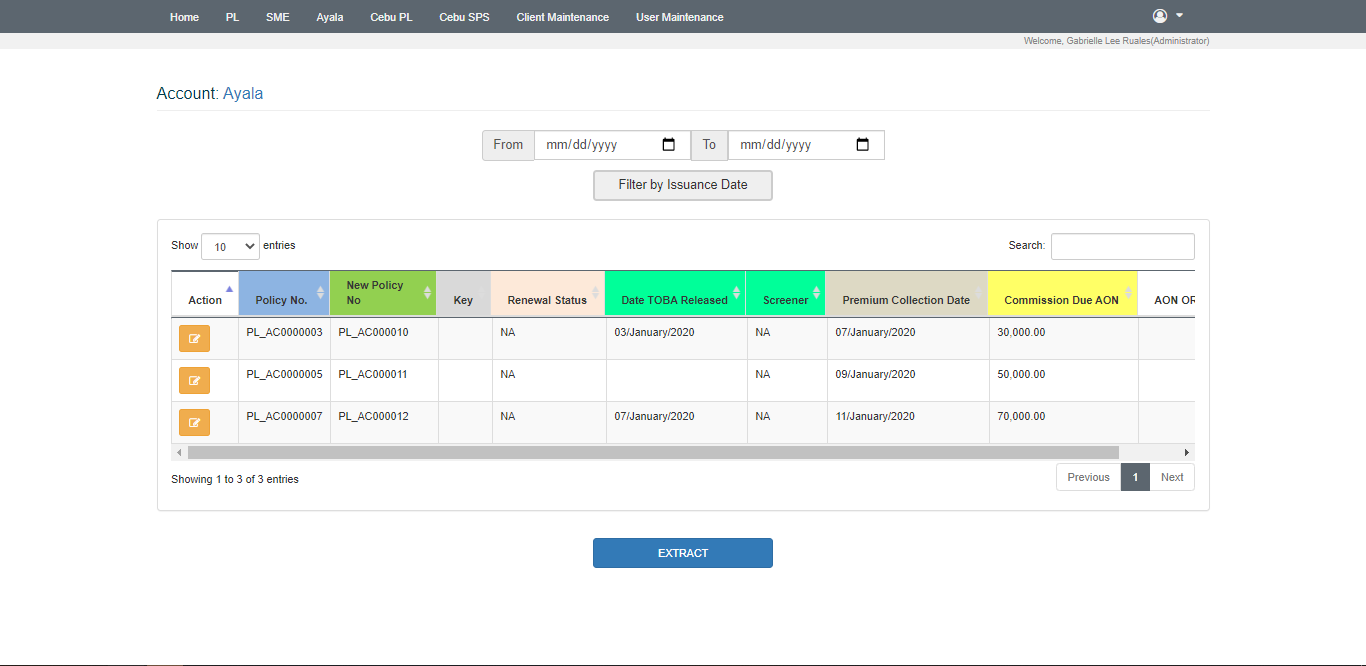 Home PL SME Ayala Cebu PL Cebu SPS Client Maintenance User Maintenance
Welcome, Gabrielle Lee Ruales(Administrator)
Account: Ayala
From mm/dd/yyyy To mm/dd/yyyy
Filter by Issuance Date
Show 10 entries Search:
Action Policy No. New Policy No Key Renewal Status Date TOBA Released Screener Premium Collection Date Commission Due AON AON OR
PL_AC0000003 PL_AC000010 NA 03/January/2020 NA 07/January/2020 30,000.00
PL_AC0000005 PL_AC000011 NA NA 09/January/2020 50,000.00
PL_AC0000007 PL_AC000012 NA 07/January/2020 NA 11/January/2020 70,000.00
Showing 1 to 3 of 3 entries Previous 1 Next
EXTRACT